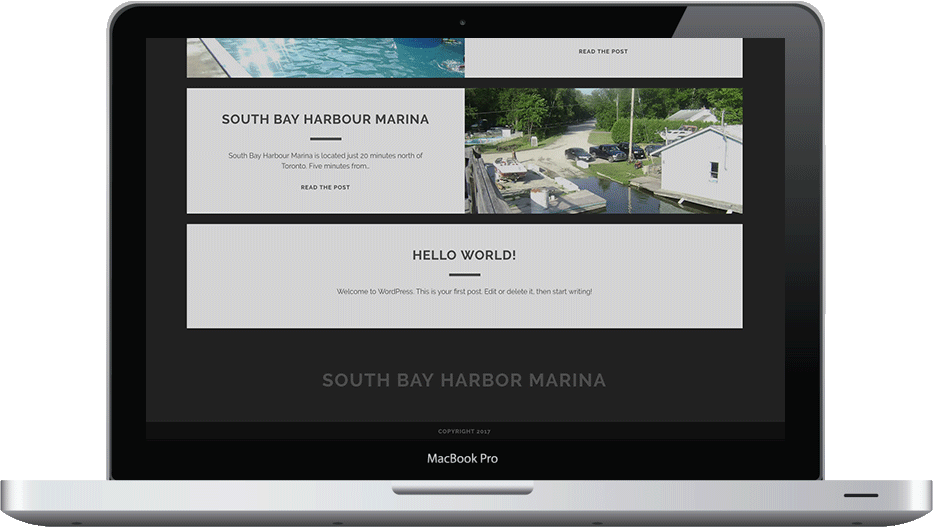 READ THE POST
SOUTH BAY HARBOUR MARINA
South Bay Harbour Marina is located just 20 minutes north of
Toronto. Five minutes from…
READ THE POST
HELLO WORLD!
Welcome to WordPress. This is your first post. Edit or delete it, then start writing!
SOUTH BAY HARBOR MARINA
COPYRIGHT 2017
MacBook Pro